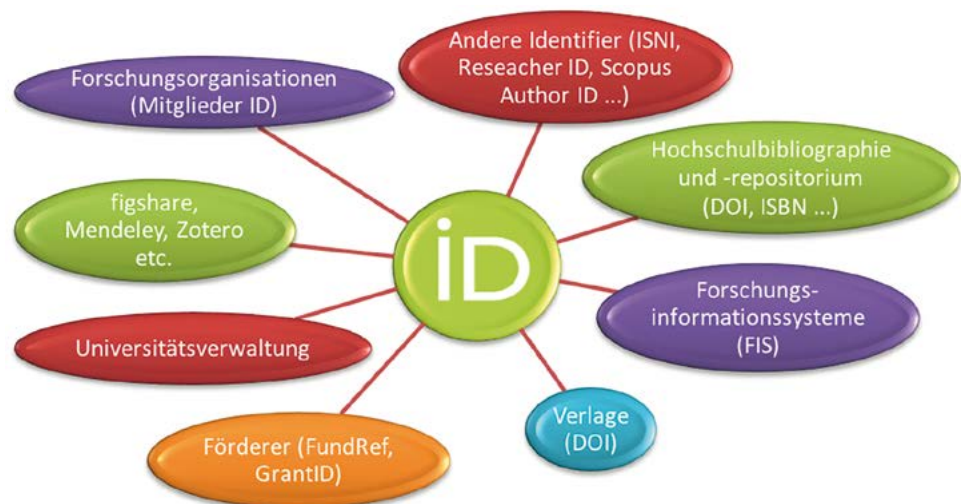 Forschungsorganisationen
(Mitglieder ID)
Andere Identifier (ISNI,
Reseacher ID, Scopus
Author ID ...)
Hochschulbibliographie
und -repositorium
(DOI, ISBN ...)
figshare,
Mendeley, Zotero
etc.
iD
Forschungs-
informationssysteme
(FIS)
Universitätsverwaltung
Verlage
(DOI)
Förderer (FundRef,
GrantID)